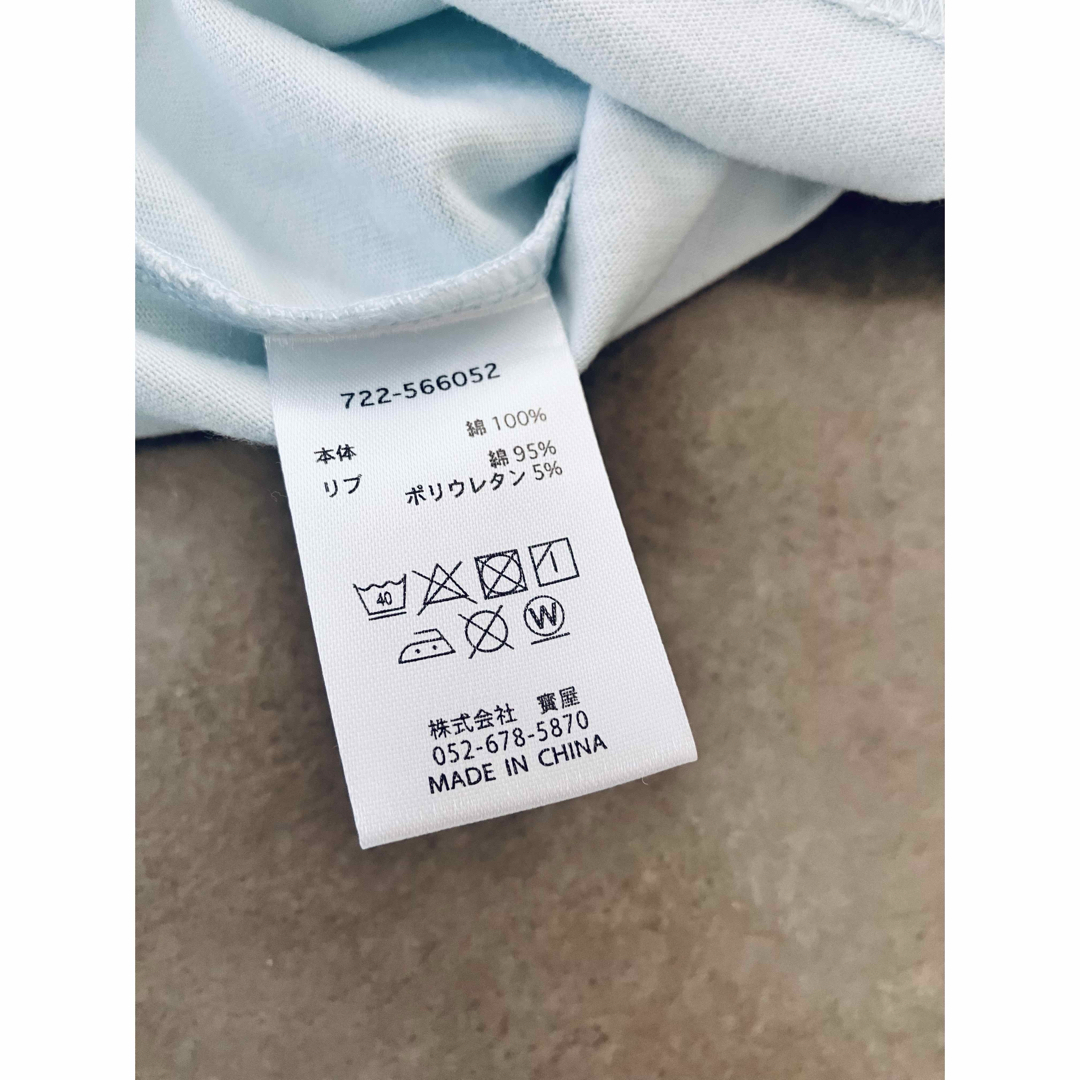 722-566052
本体 綿 100%
リブ 綿 95%
ポリウレタン 5%
40
W
株式会社 寳屋
052-678-5870
MADE IN CHINA